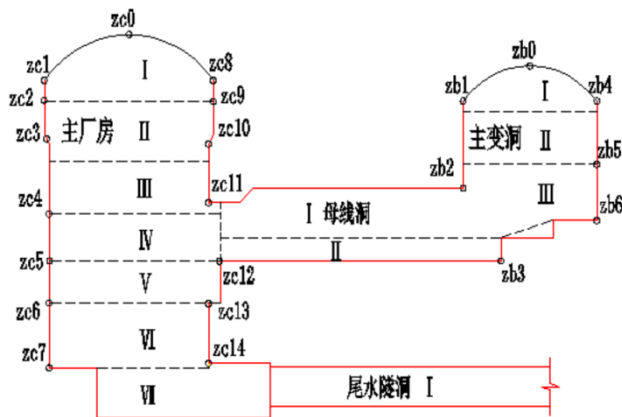 zc0
zb0
zc1 I zc8
zb1 I zb4
zc2 zc9
zc3 主厂房 II zc10
主变洞 II zb5
zb2
III zc11
zc4 I 母线洞 III zb6
IV II
zc5 zc12 zb3
V
zc6 zc13
VI zc14
zc7
VII 尾水隧洞 I